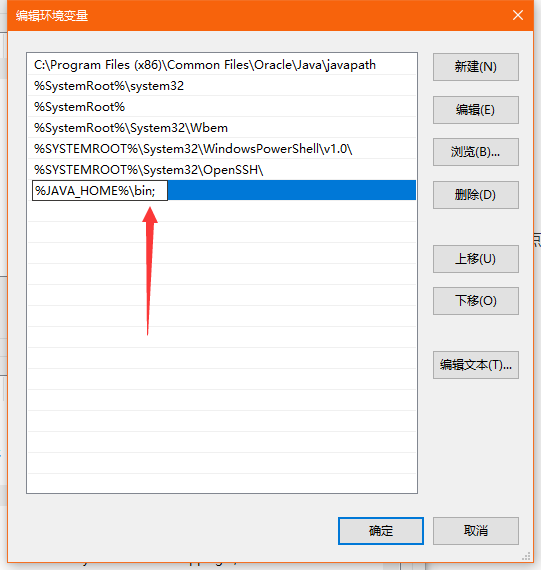 编辑环境变量
C:\Program Files (x86)\Common Files\Oracle\Java\javapath
%SystemRoot%\system32
%SystemRoot%
%SystemRoot%\System32\Wbem
%SYSTEMROOT%\System32\WindowsPowerShell\v1.0\
%SYSTEMROOT%\System32\OpenSSH\
%JAVA_HOME%\bin;
新建(N)
编辑(E)
浏览(B)...
删除(D)
上移(U)
下移(O)
编辑文本(T)...
确定
取消